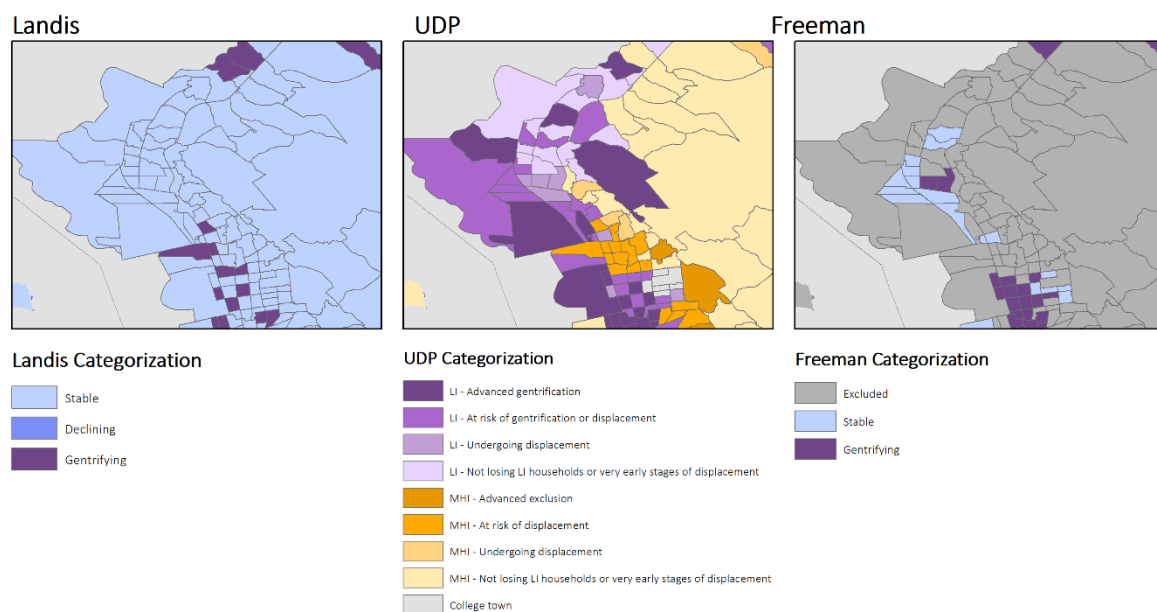 Landis
UDP
Freeman
Landis Categorization
Stable
Declining
Gentrifying
UDP Categorization
LI - Advanced gentrification
LI - At risk of gentrification or displacement
LI - Undergoing displacement
LI - Not losing LI households or very early stages of displacement
MHI - Advanced exclusion
MHI - At risk of displacement
MHI - Undergoing displacement
MHI - Not losing LI households or very early stages of displacement
College town
Freeman Categorization
Excluded
Stable
Gentrifying